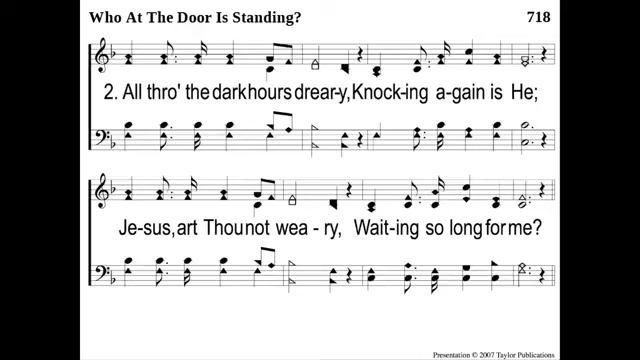 Who At The Door Is Standing? 718
2. All thro' the dark hours drear-y, Knock-ing a-gain is He;
Je-sus, art Thou not wea - ry, Wait-ing so long for me?
Presentation © 2007 Taylor Publications